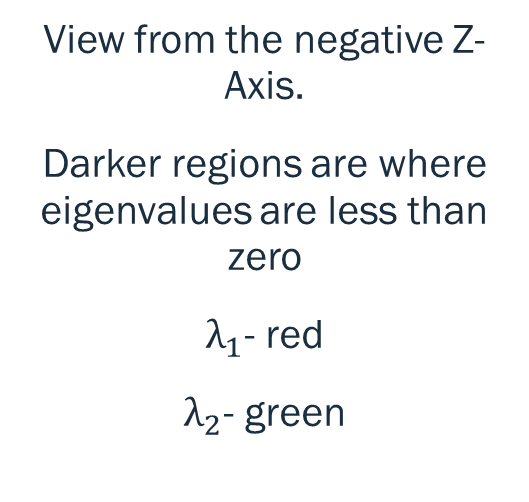 View from the negative Z-
Axis.
Darker regions are where
eigenvalues are less than
zero
λ₁- red
λ₂- green